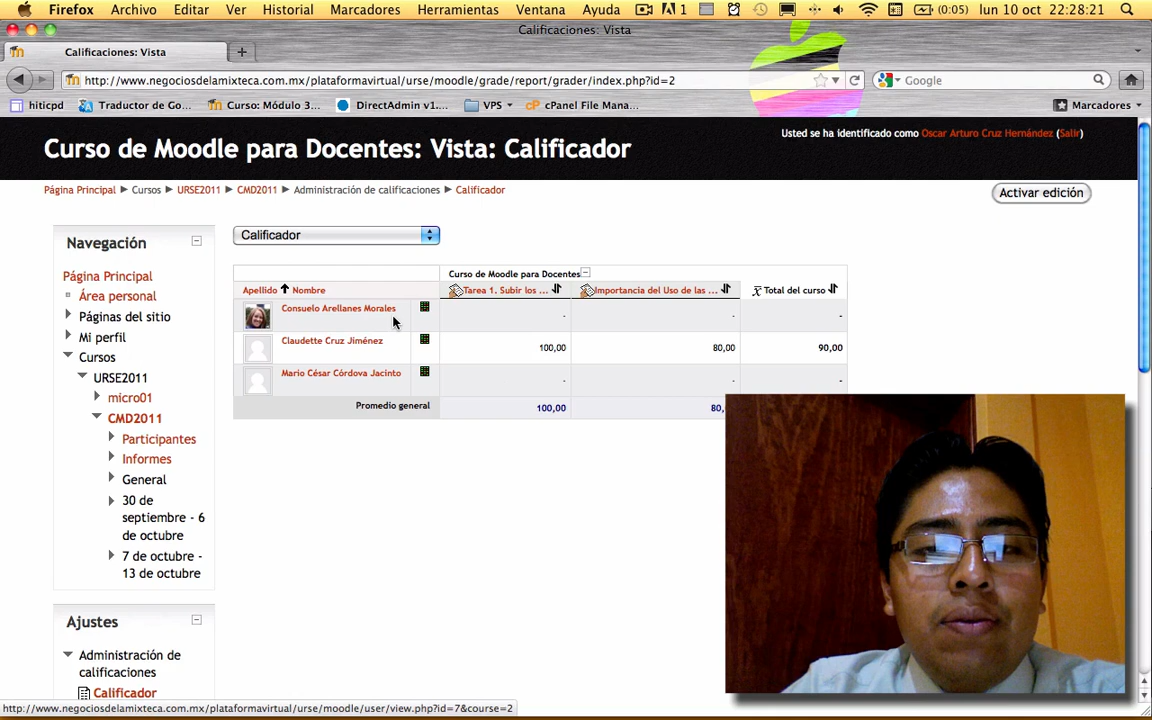 Firefox Archivo Editar Ver Historial Marcadores Herramientas Ventana Ayuda 1 (0:05) lun 10 oct 22:28:21
Calificaciones: Vista
Calificaciones: Vista
http://www.negociosdelamixteca.com.mx/plataformavirtual/urse/moodle/grade/report/grader/index.php?id=2 Google
hiticpd Traductor de Go... Curso: Módulo 3... DirectAdmin v1.... VPS cPanel File Mana... Marcadores
Usted se ha identificado como Oscar Arturo Cruz Hernández (Salir)
Curso de Moodle para Docentes: Vista: Calificador
Página Principal ► Cursos ► URSE2011 ► CMD2011 ► Administración de calificaciones ► Calificador
Activar edición
Navegación
Página Principal
Área personal
Páginas del sitio
Mi perfil
Cursos
URSE2011
micro01
CMD2011
Participantes
Informes
General
30 de
septiembre - 6
de octubre
7 de octubre -
13 de octubre
Calificador
Curso de Moodle para Docentes
Apellido Nombre Tarea 1. Subir los ... Importancia del Uso de las ... x̄ Total del curso
Consuelo Arellanes Morales - - -
Claudette Cruz Jiménez 100,00 80,00 90,00
Mario César Córdova Jacinto - - -
Promedio general 100,00 80,
Ajustes
Administración de
calificaciones
Calificador
http://www.negociosdelamixteca.com.mx/plataformavirtual/urse/moodle/user/view.php?id=7&course=2